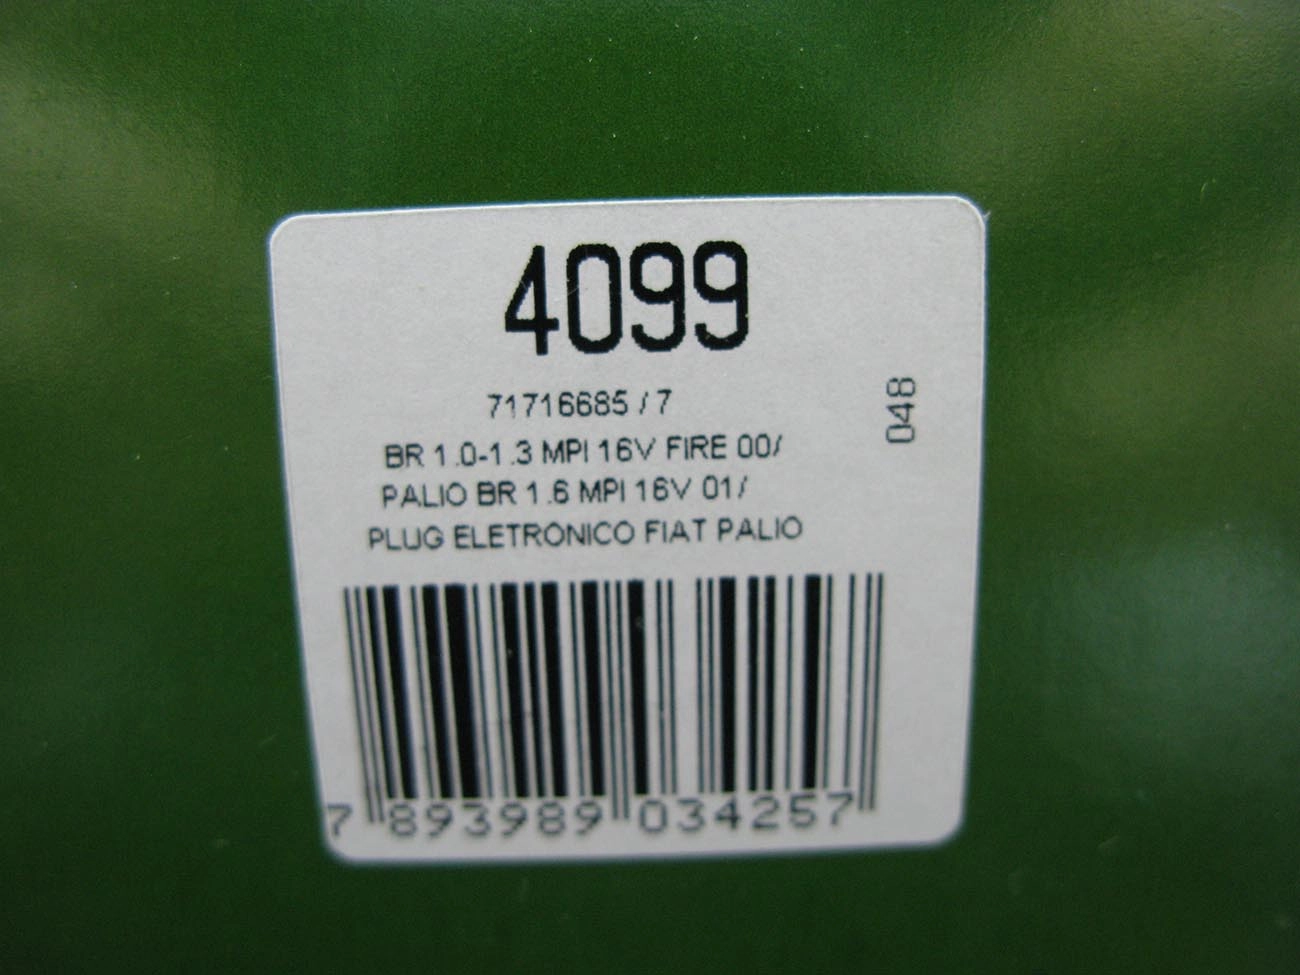 4099
71716685 / 7
048
BR 1.0-1.3 MPI 16V FIRE 00/
PALIO BR 1.6 MPI 16V 01/
PLUG ELETRONICO FIAT PALIO
7 893989 034257